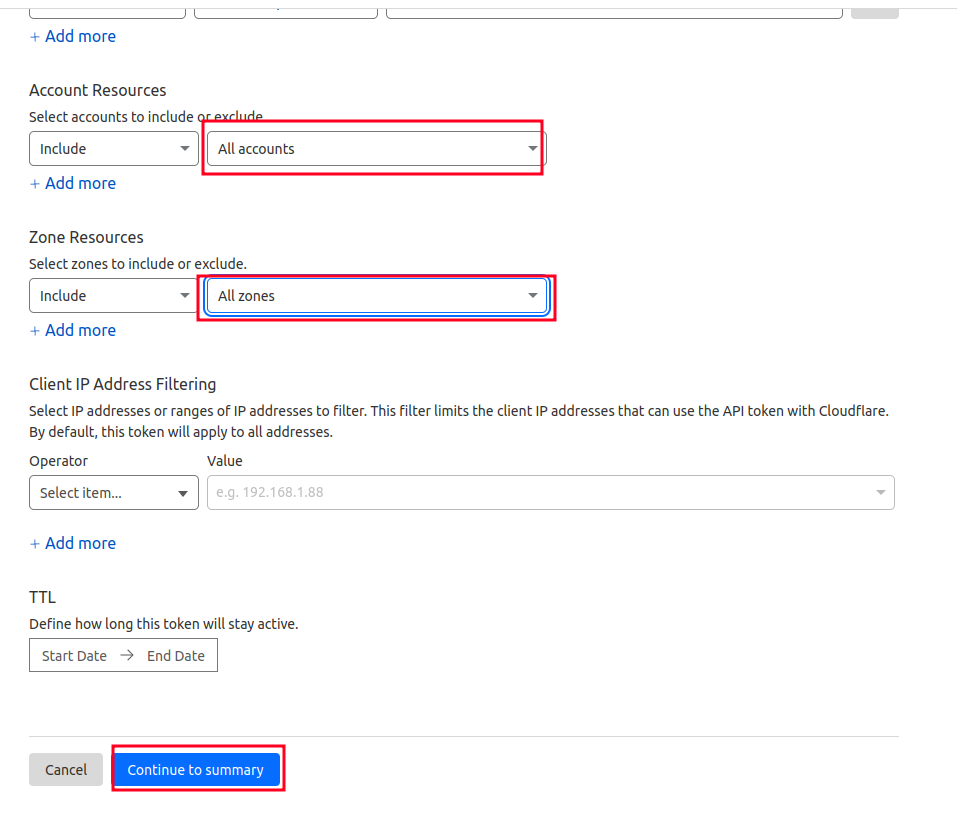 + Add more
Account Resources
Select accounts to include or exclude.
Include
All accounts
+ Add more
Zone Resources
Select zones to include or exclude.
Include
All zones
+ Add more
Client IP Address Filtering
Select IP addresses or ranges of IP addresses to filter. This filter limits the client IP addresses that can use the API token with Cloudflare.
By default, this token will apply to all addresses.
Operator
Value
Select item...
e.g. 192.168.1.88
+ Add more
TTL
Define how long this token will stay active.
Start Date → End Date
Cancel
Continue to summary